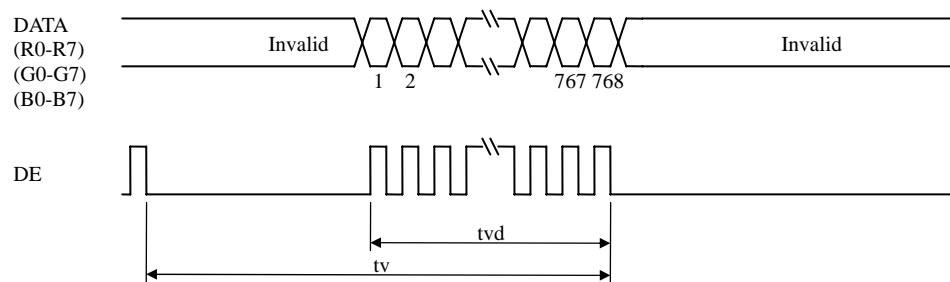 DATA
(R0-R7)
(G0-G7)
(B0-B7)
Invalid
Invalid
1 2 767 768
DE
tvd
tv